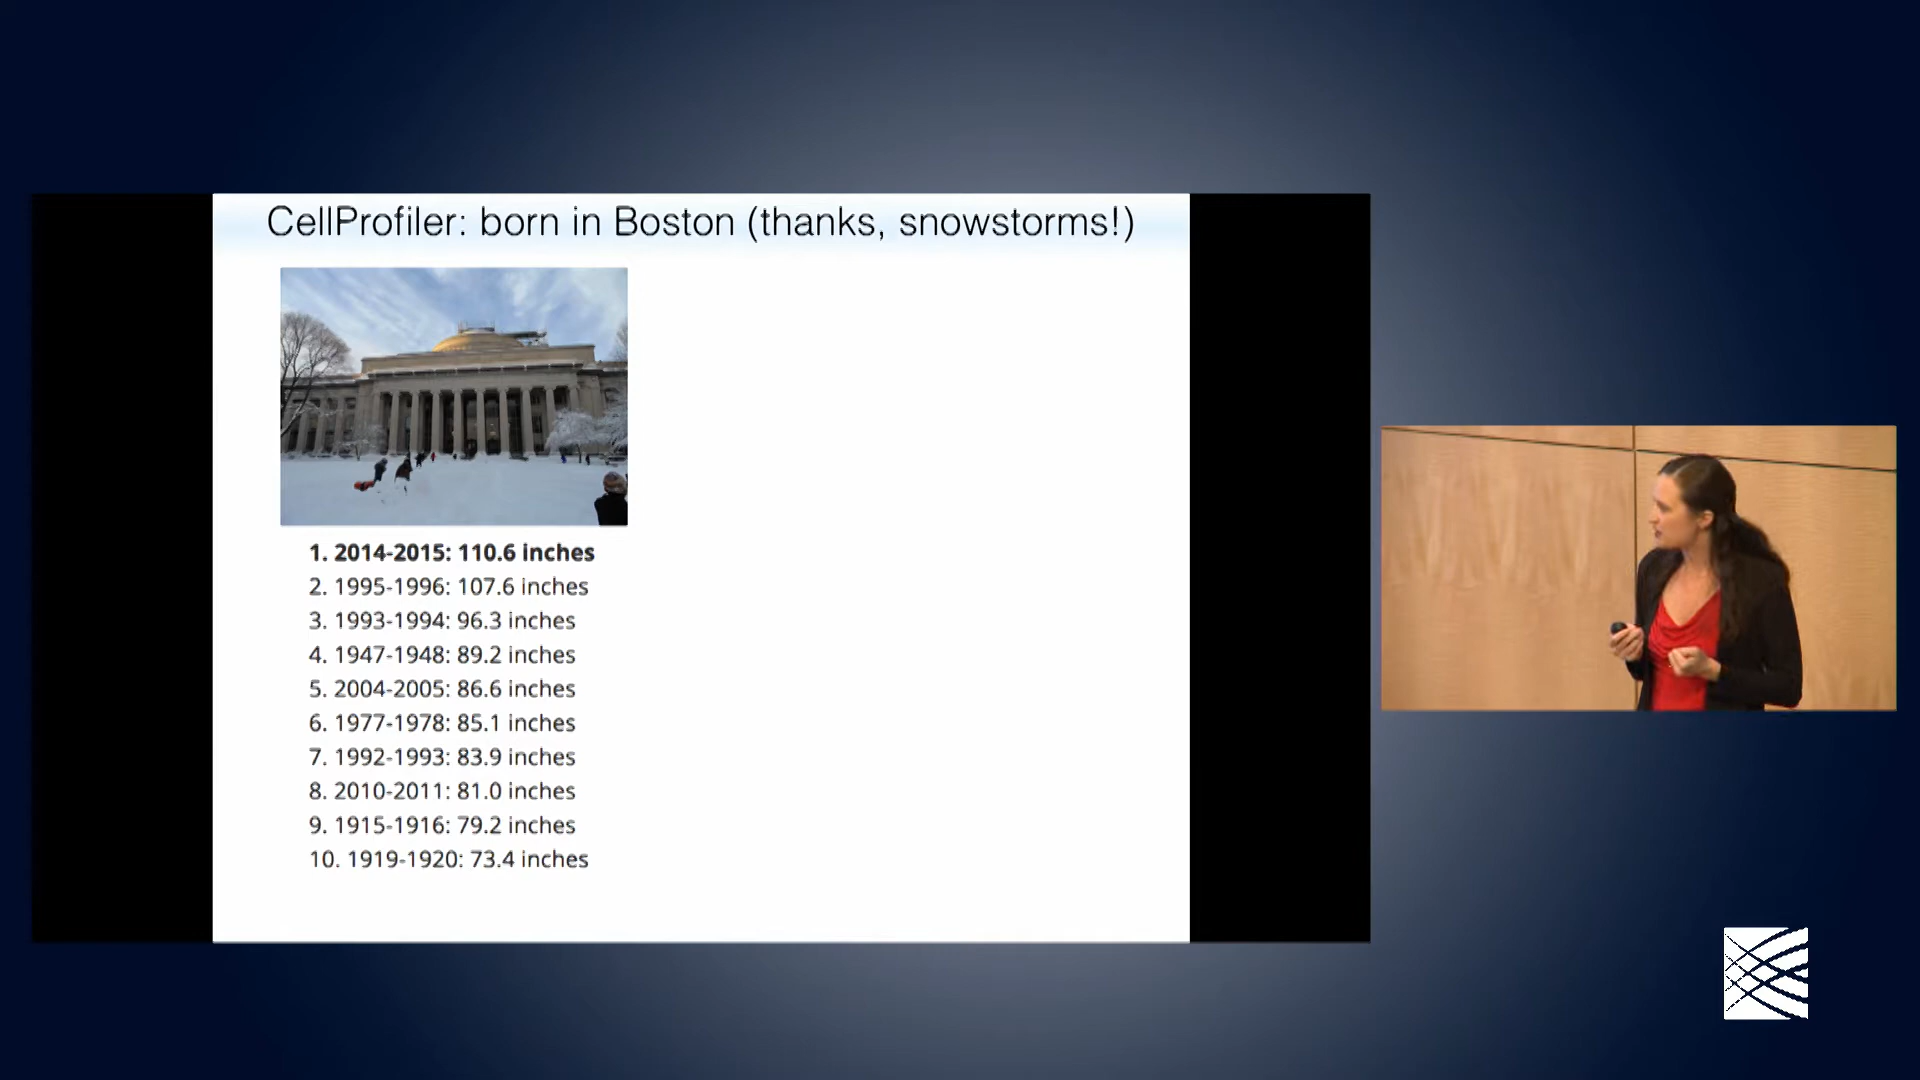 CellProfiler: born in Boston (thanks, snowstorms!)
1. 2014-2015: 110.6 inches
2. 1995-1996: 107.6 inches
3. 1993-1994: 96.3 inches
4. 1947-1948: 89.2 inches
5. 2004-2005: 86.6 inches
6. 1977-1978: 85.1 inches
7. 1992-1993: 83.9 inches
8. 2010-2011: 81.0 inches
9. 1915-1916: 79.2 inches
10. 1919-1920: 73.4 inches